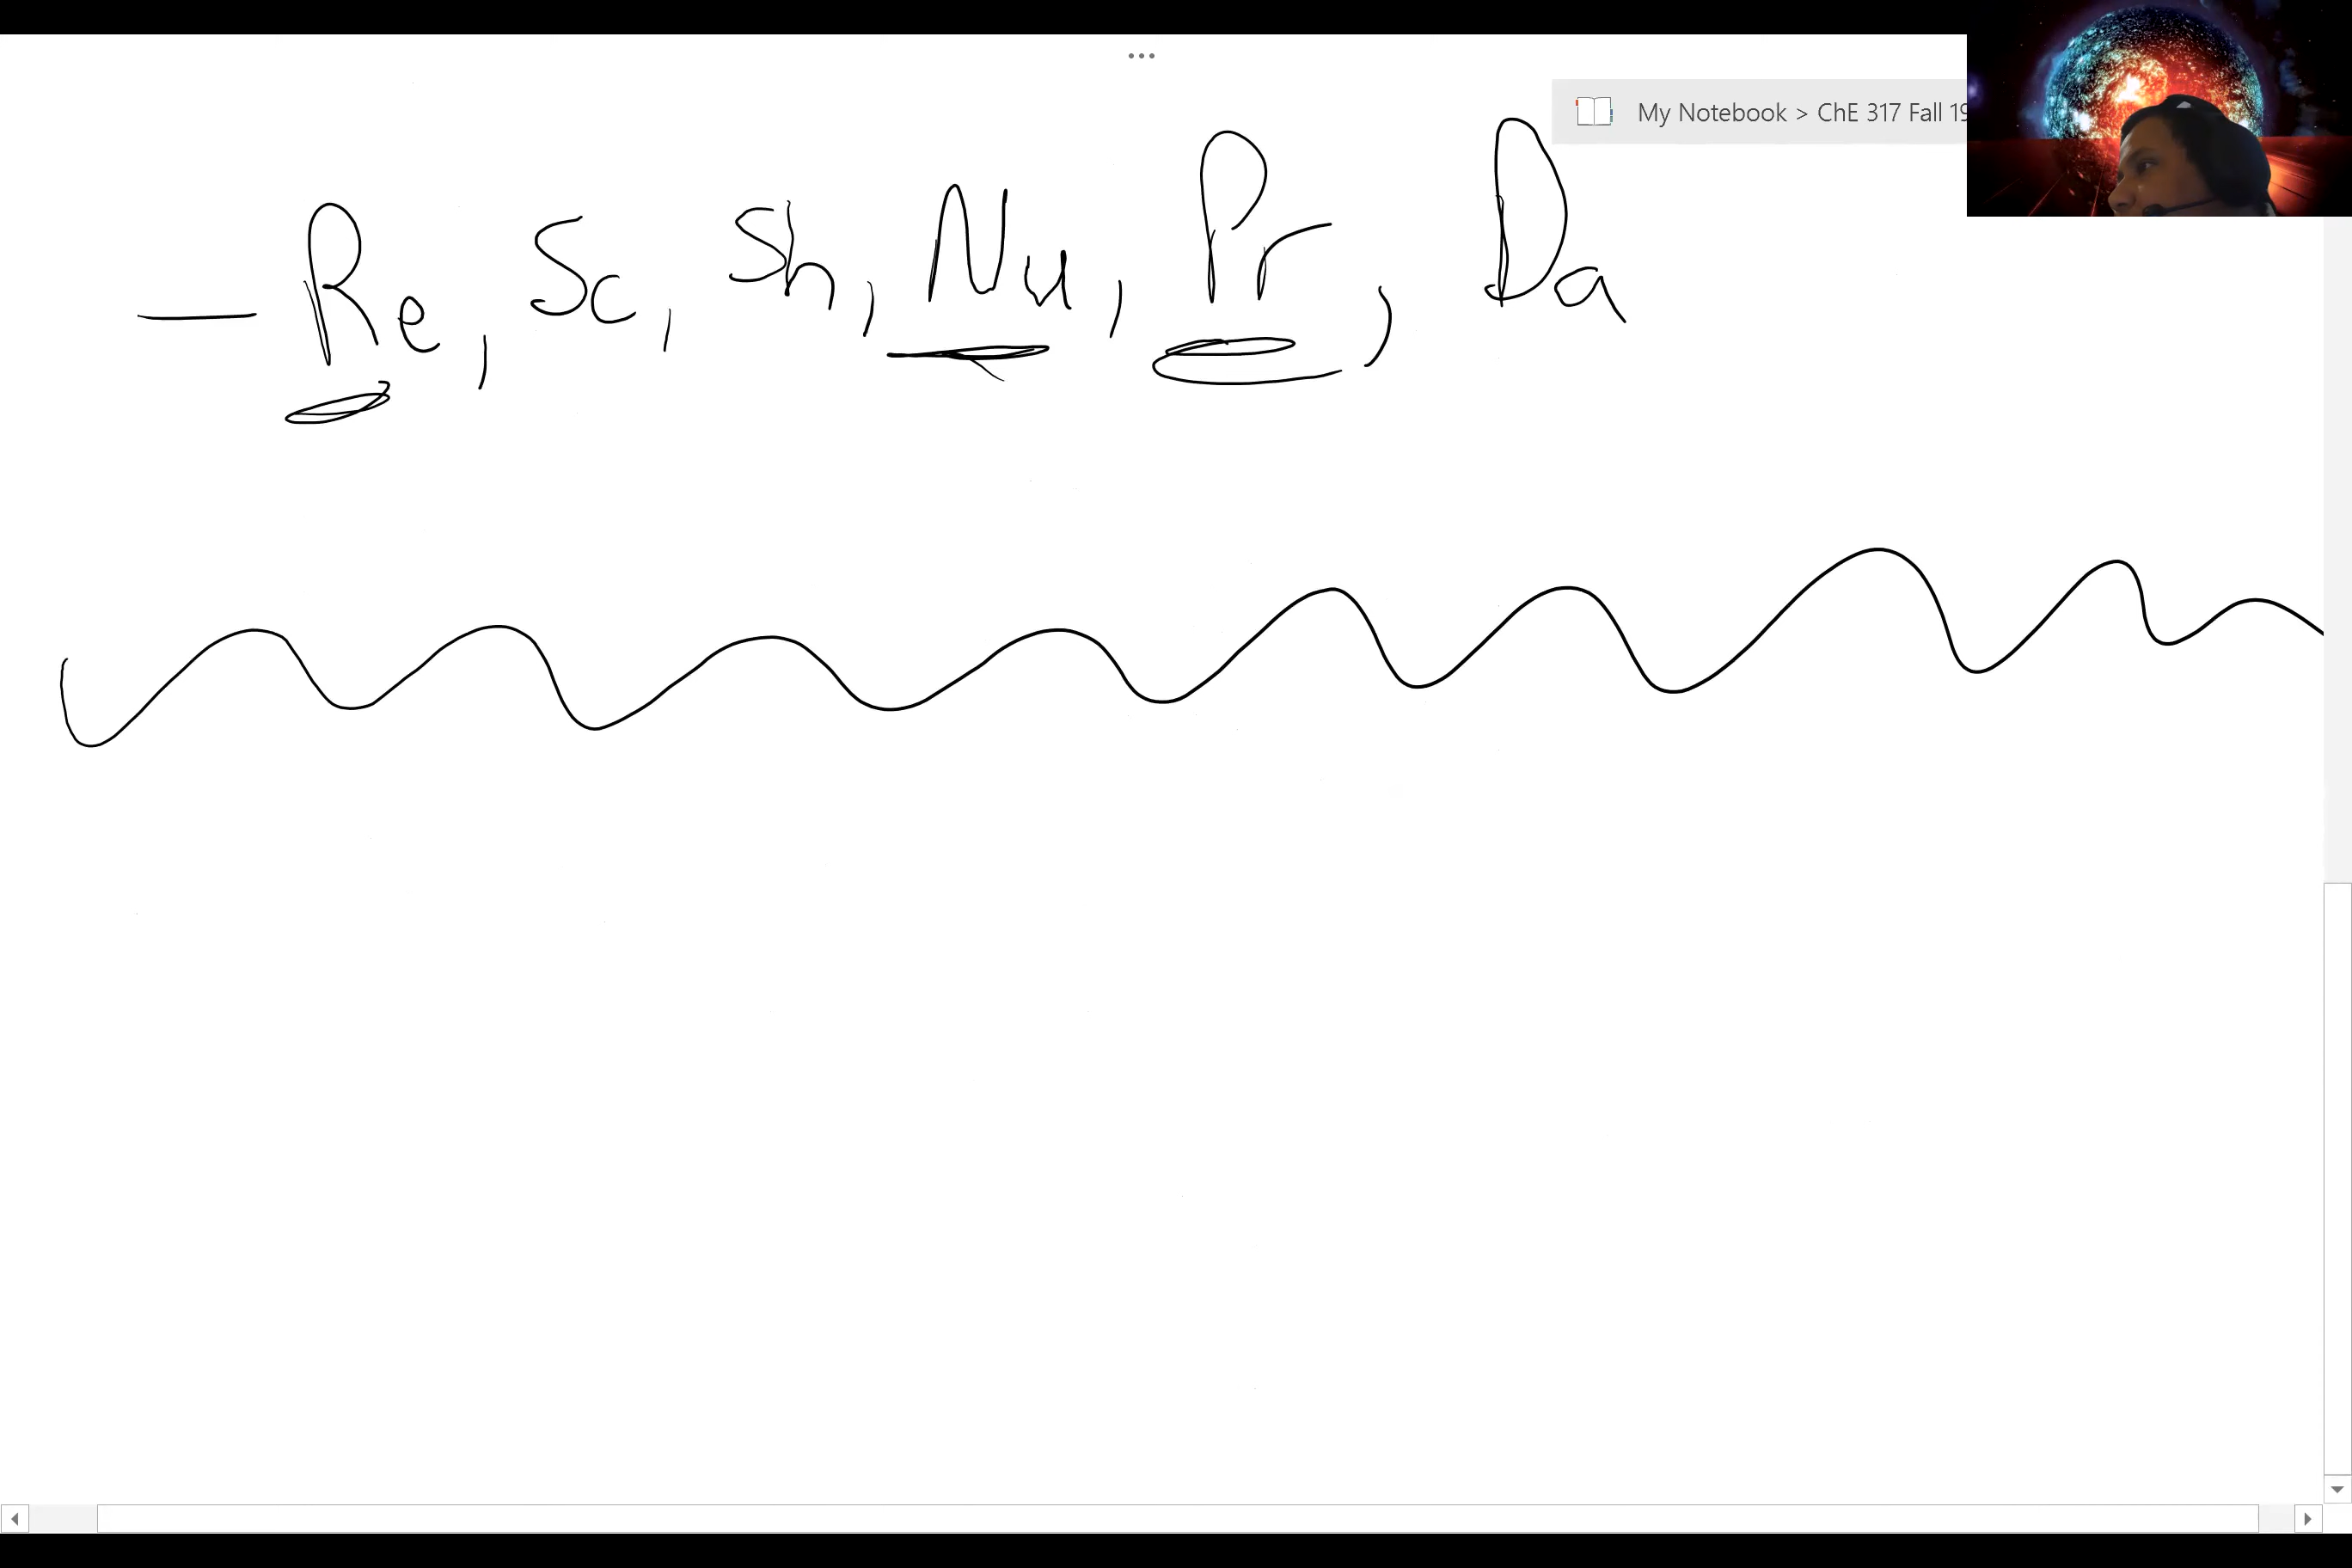 My Notebook > ChE 317 Fall 19
— Re, Sc, Sh, Nu, Pr, Da